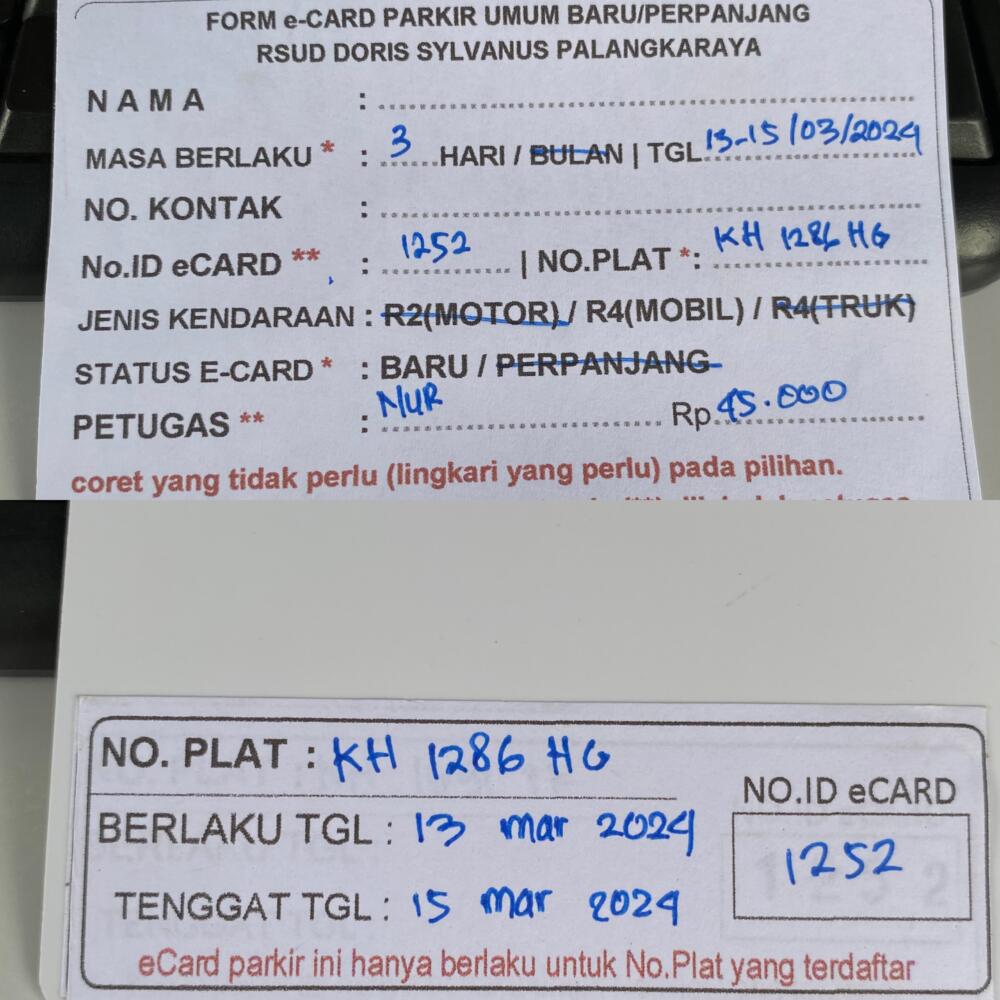 FORM e-CARD PARKIR UMUM BARU/PERPANJANG
RSUD DORIS SYLVANUS PALANGKARAYA
NAMA :
MASA BERLAKU * : 3 HARI / BULAN | TGL 13-15/03/2024
NO. KONTAK :
No.ID eCARD ** : 1252 | NO.PLAT *: KH 1286 HG
JENIS KENDARAAN : R2(MOTOR) / R4(MOBIL) / R4(TRUK)
STATUS E-CARD * : BARU / PERPANJANG
PETUGAS ** : NUR Rp 45.000
coret yang tidak perlu (lingkari yang perlu) pada pilihan.
NO. PLAT : KH 1286 HG
NO.ID eCARD
BERLAKU TGL : 13 mar 2024
1252
TENGGAT TGL : 15 mar 2024
eCard parkir ini hanya berlaku untuk No.Plat yang terdaftar